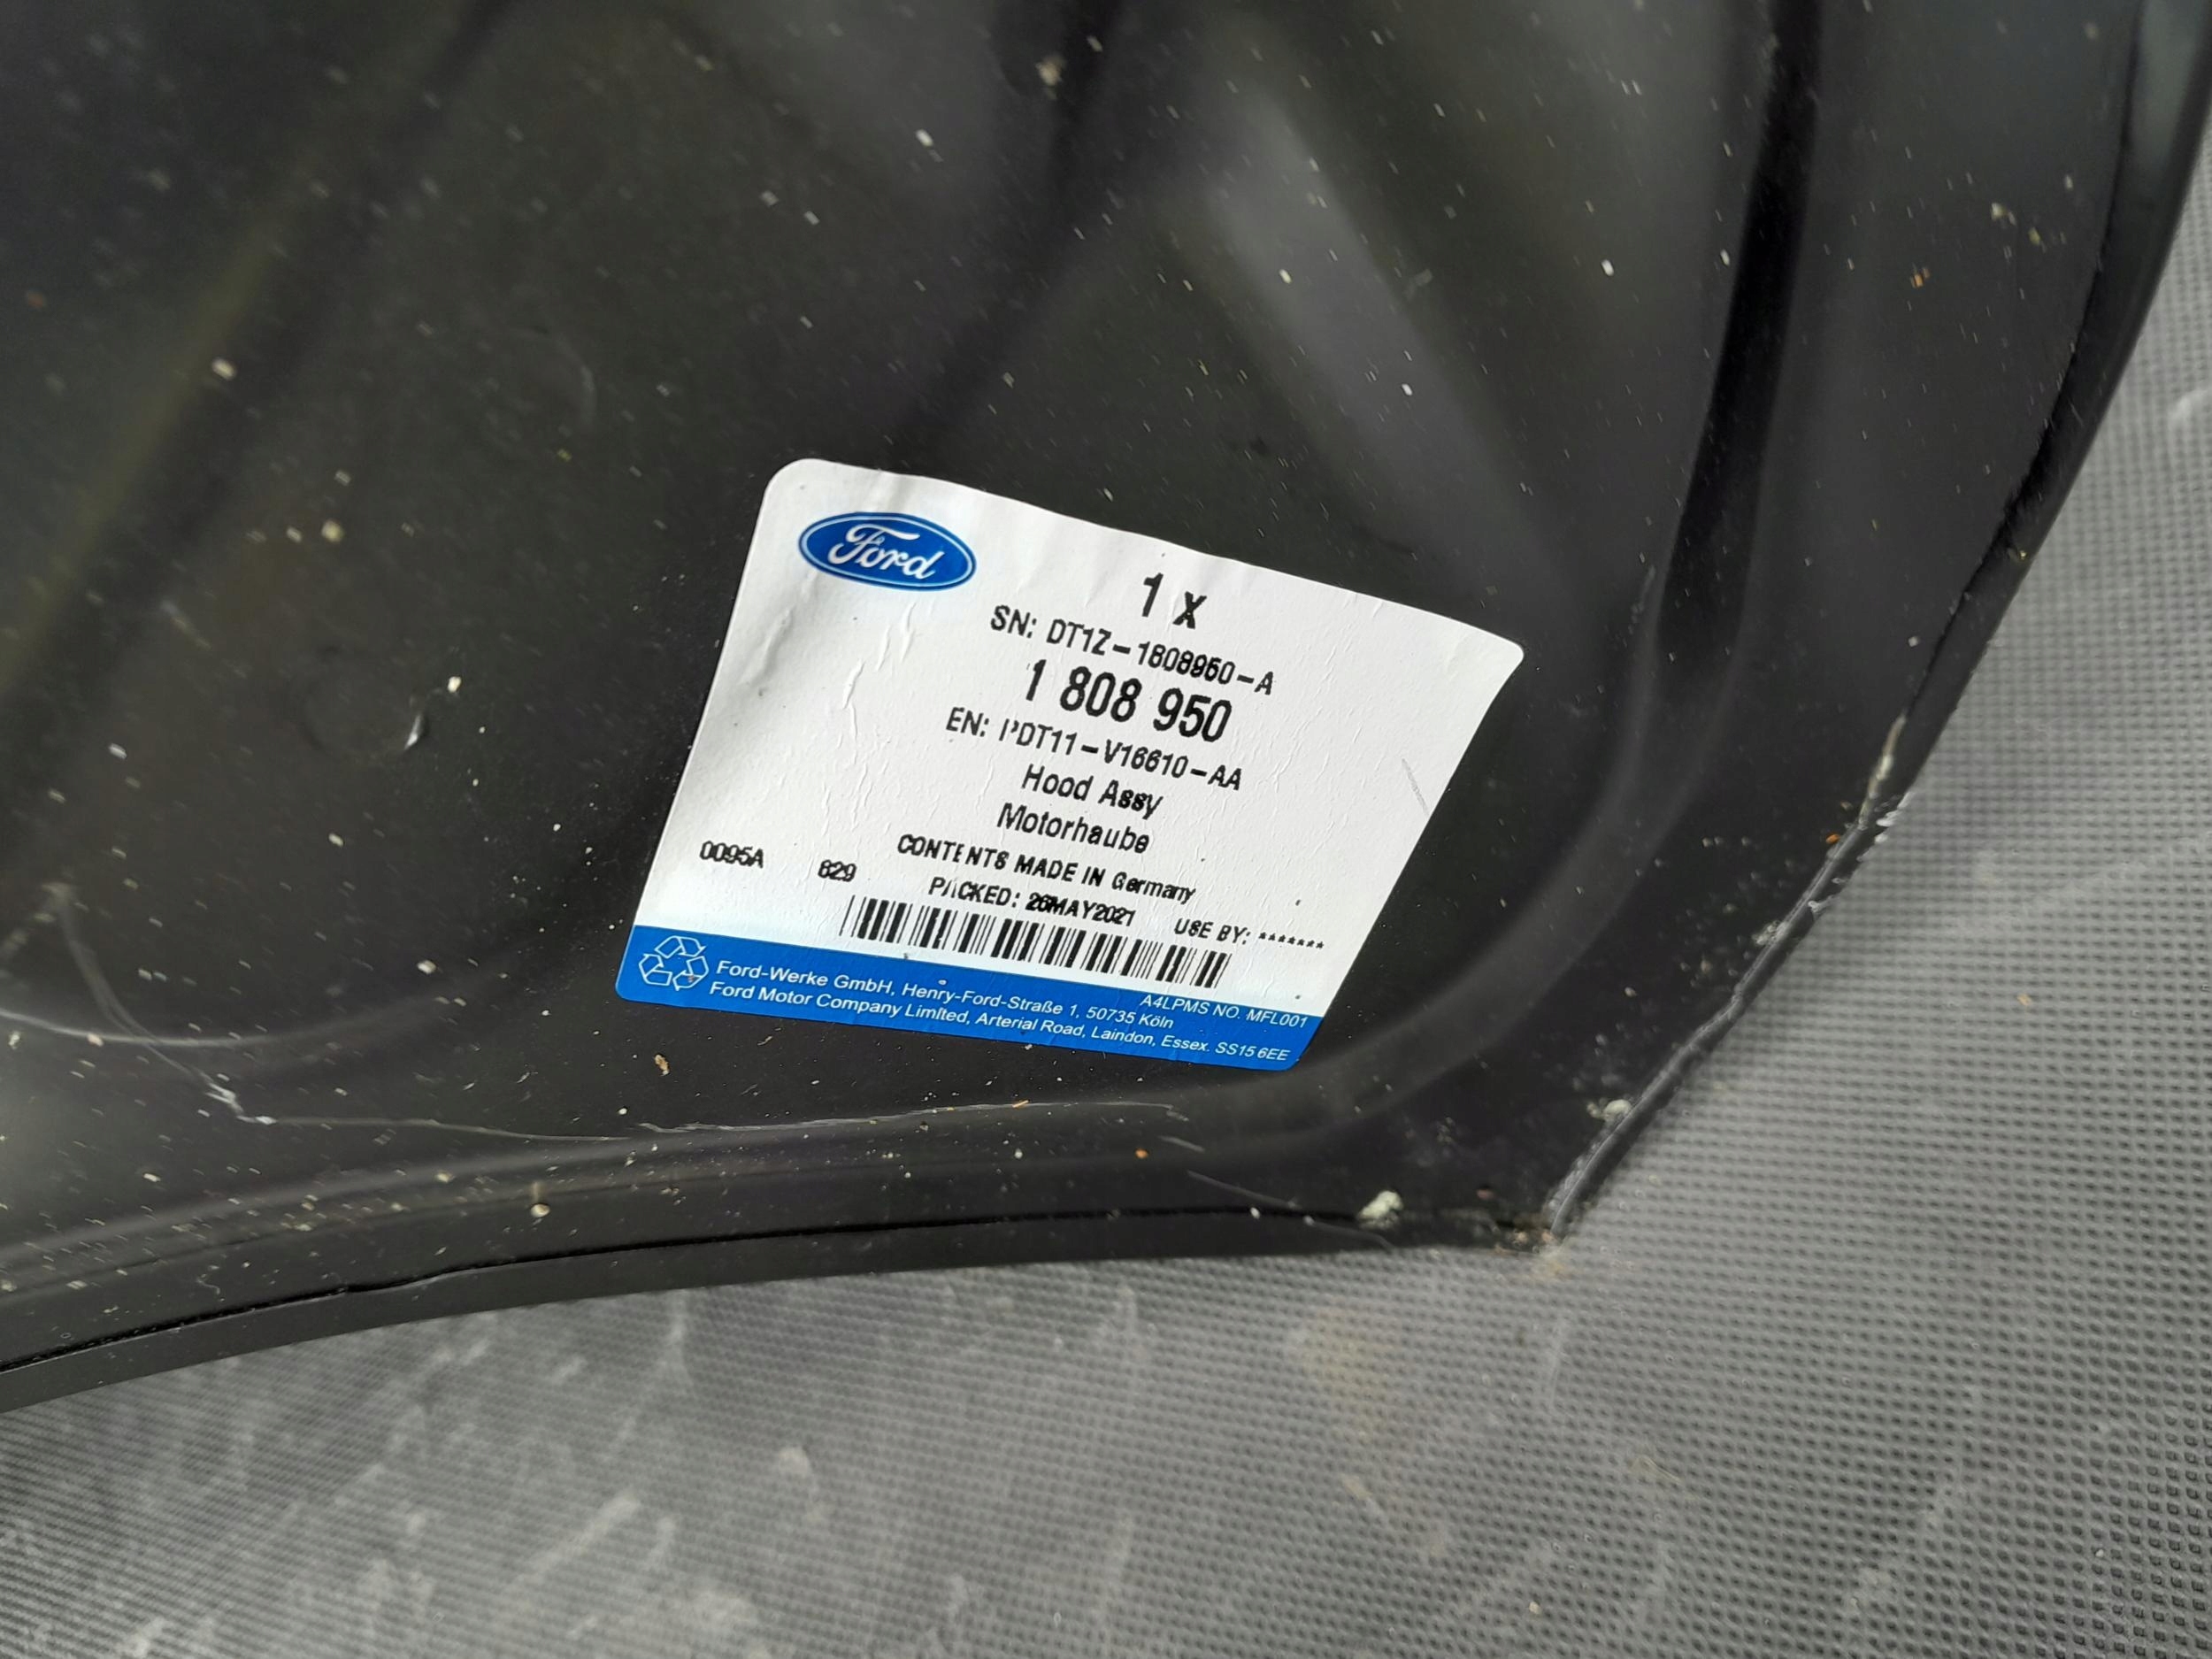 Ford
1 x
SN: DT1Z-1808950-A
1 808 950
EN: PDT11-V16610-AA
Hood Assy
Motorhaube
CONTENTS MADE IN Germany
0095A 829 PACKED: 26MAY2021 USE BY: *******
A4LPMS NO. MFL001
Ford-Werke GmbH, Henry-Ford-Straße 1, 50735 Köln
Ford Motor Company Limited, Arterial Road, Laindon, Essex. SS15 6EE